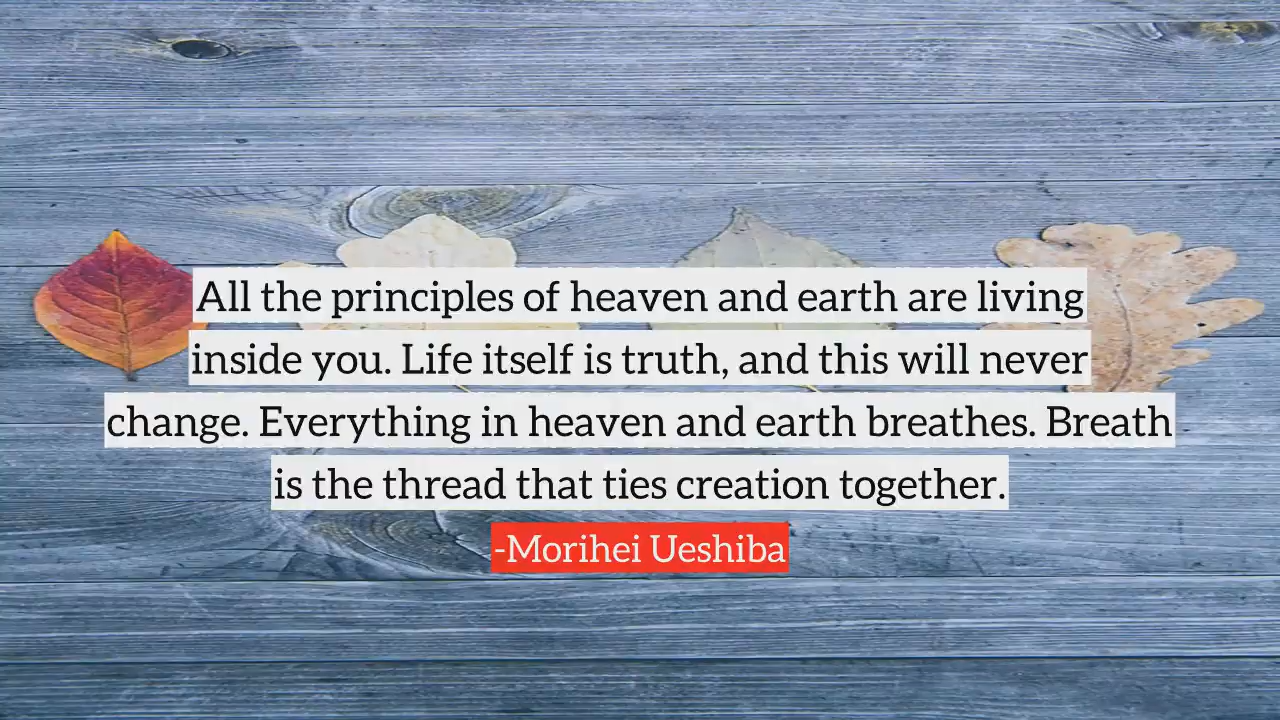 All the principles of heaven and earth are living
inside you. Life itself is truth, and this will never
change. Everything in heaven and earth breathes. Breath
is the thread that ties creation together.
-Morihei Ueshiba